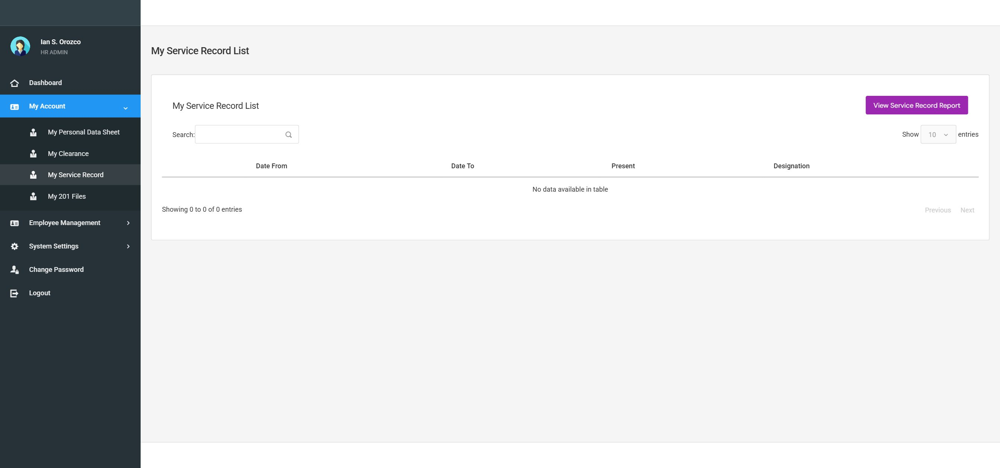 Ian S. Orozco
HR ADMIN
Dashboard
My Account
My Personal Data Sheet
My Clearance
My Service Record
My 201 Files
Employee Management
System Settings
Change Password
Logout
My Service Record List
My Service Record List
View Service Record Report
Search:
Show 10 entries
Date From Date To Present Designation
No data available in table
Showing 0 to 0 of 0 entries
Previous Next